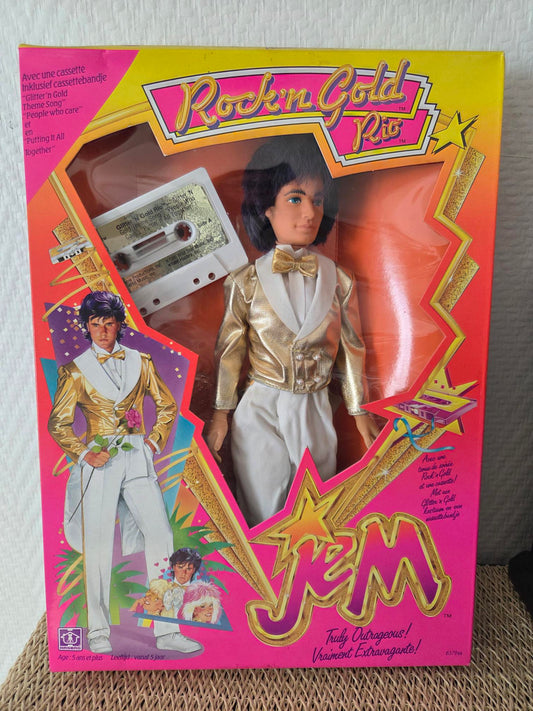 Avec une cassette
Inklusief cassettebandje
"Glitter'n Gold
Theme Song"
"People who care"
et
en
"Putting It All
Together"
Rock'n Gold
Rio
TM
Avec une
tenue de soirée
Rock'n Gold
et une cassette!
Met een
Glitter'n Gold
kostuum en een
cassettebandje
JEM
TM
Truly Outrageous!
Vraiment Extravagante!
Age: 5 ans et plus Leeftijd: vanaf 5 jaar